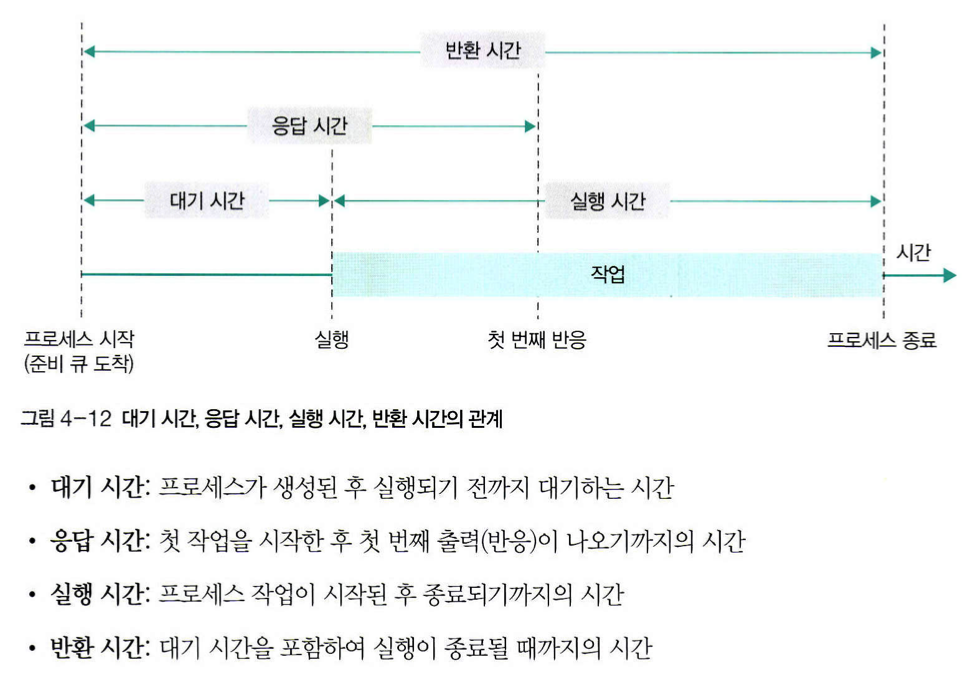 반환 시간
응답 시간
대기 시간
실행 시간
시간
작업
프로세스 시작
(준비 큐 도착)
실행
첫 번째 반응
프로세스 종료
그림 4-12 대기 시간, 응답 시간, 실행 시간, 반환 시간의 관계
• 대기 시간: 프로세스가 생성된 후 실행되기 전까지 대기하는 시간
• 응답 시간: 첫 작업을 시작한 후 첫 번째 출력(반응)이 나오기까지의 시간
• 실행 시간: 프로세스 작업이 시작된 후 종료되기까지의 시간
• 반환 시간: 대기 시간을 포함하여 실행이 종료될 때까지의 시간